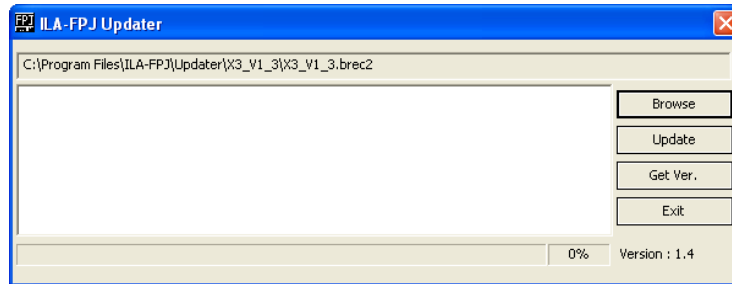 FPJ ILA-FPJ Updater
C:\Program Files\ILA-FPJ\Updater\X3_V1_3\X3_V1_3.brec2
Browse
Update
Get Ver.
Exit
0% Version : 1.4